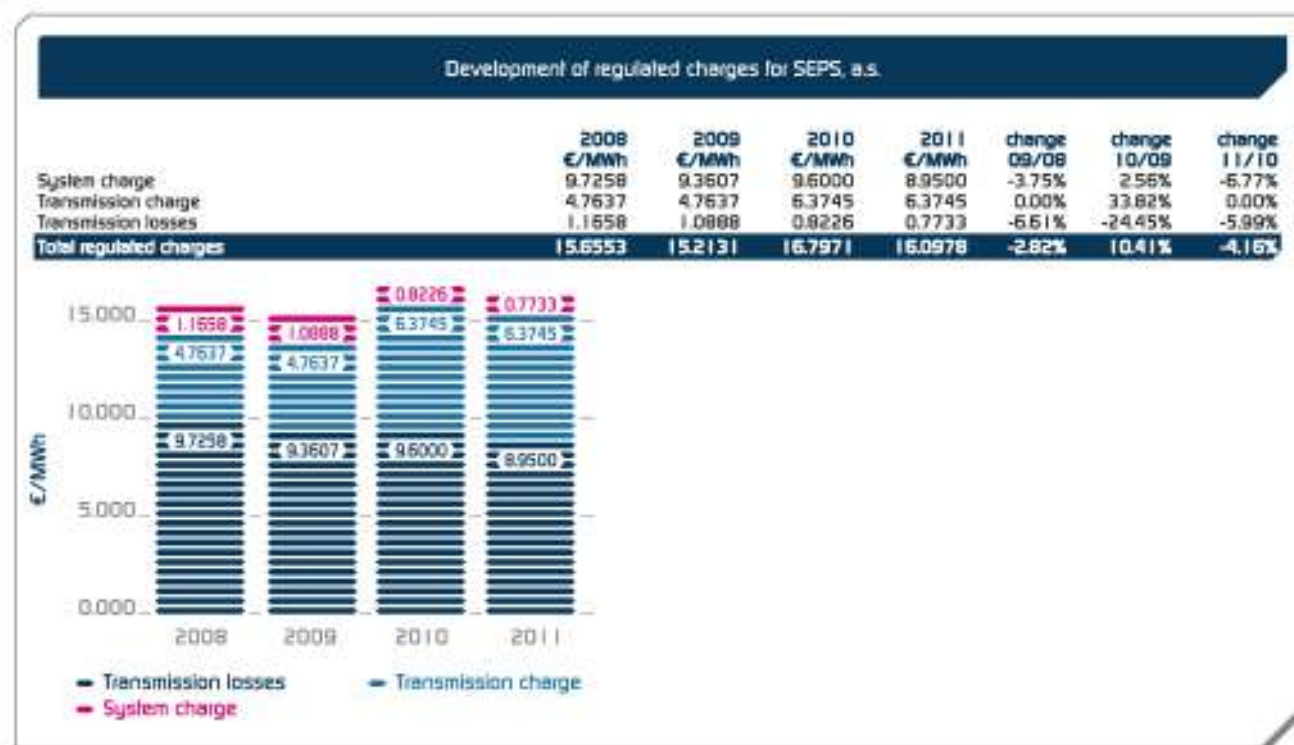 Development of regulated charges for SEPS, a.s.
2008 2009 2010 2011 change change change
€/MWh €/MWh €/MWh €/MWh 09/08 10/09 11/10
System charge 9.7258 9.3607 9.6000 8.9500 -3.75% 2.56% -6.77%
Transmission charge 4.7637 4.7637 6.3745 6.3745 0.00% 33.82% 0.00%
Transmission losses 1.1658 1.0888 0.8226 0.7733 -6.61% -24.45% -5.99%
Total regulated charges 15.6553 15.2131 16.7971 16.0978 -2.82% 10.41% -4.16%
0.8226 0.7733
15.000 1.1658 1.0888 6.3745 6.3745
4.7637 4.7637
10.000
9.7258 9.3607 9.6000 8.9500
€/MWh
5.000
0.000
2008 2009 2010 2011
Transmission losses Transmission charge
System charge